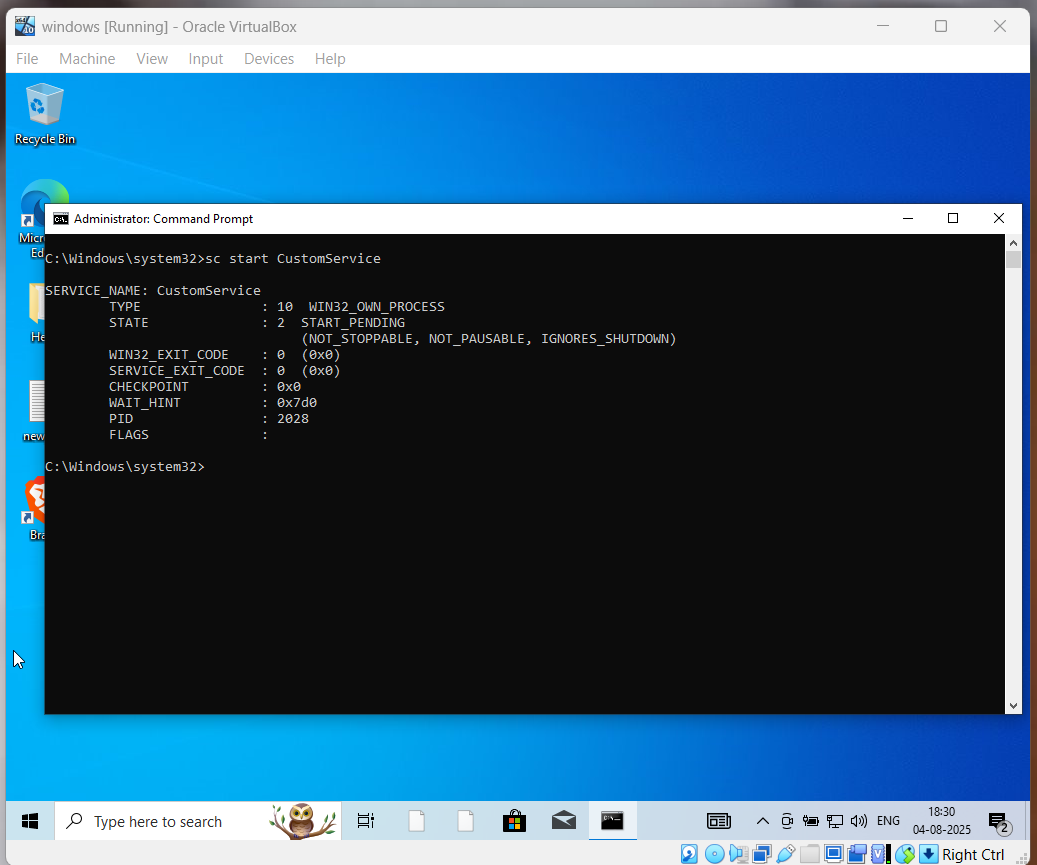 windows [Running] - Oracle VirtualBox
File Machine View Input Devices Help
Recycle Bin
Administrator: Command Prompt
C:\Windows\system32>sc start CustomService
SERVICE_NAME: CustomService
TYPE : 10 WIN32_OWN_PROCESS
STATE : 2 START_PENDING
(NOT_STOPPABLE, NOT_PAUSABLE, IGNORES_SHUTDOWN)
WIN32_EXIT_CODE : 0 (0x0)
SERVICE_EXIT_CODE : 0 (0x0)
CHECKPOINT : 0x0
WAIT_HINT : 0x7d0
PID : 2028
FLAGS :
C:\Windows\system32>
Micr
Ed
He
new
Bra
Type here to search
ENG
18:30
04-08-2025
2
Right Ctrl